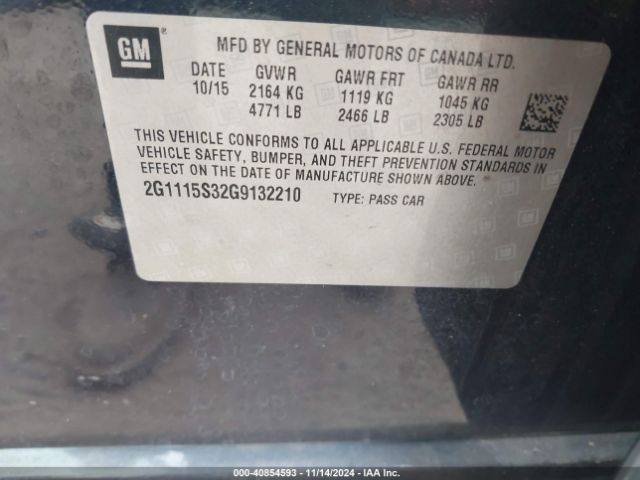 GM
MFD BY GENERAL MOTORS OF CANADA LTD.
DATE GVWR GAWR FRT GAWR RR
10/15 2164 KG 1119 KG 1045 KG
4771 LB 2466 LB 2305 LB
THIS VEHICLE CONFORMS TO ALL APPLICABLE U.S. FEDERAL MOTOR
VEHICLE SAFETY, BUMPER, AND THEFT PREVENTION STANDARDS IN
EFFECT ON THE DATE OF MANUFACTURE SHOWN ABOVE.
2G1115S32G9132210 TYPE: PASS CAR
000-40854593 - 11/14/2024 - IAA Inc.